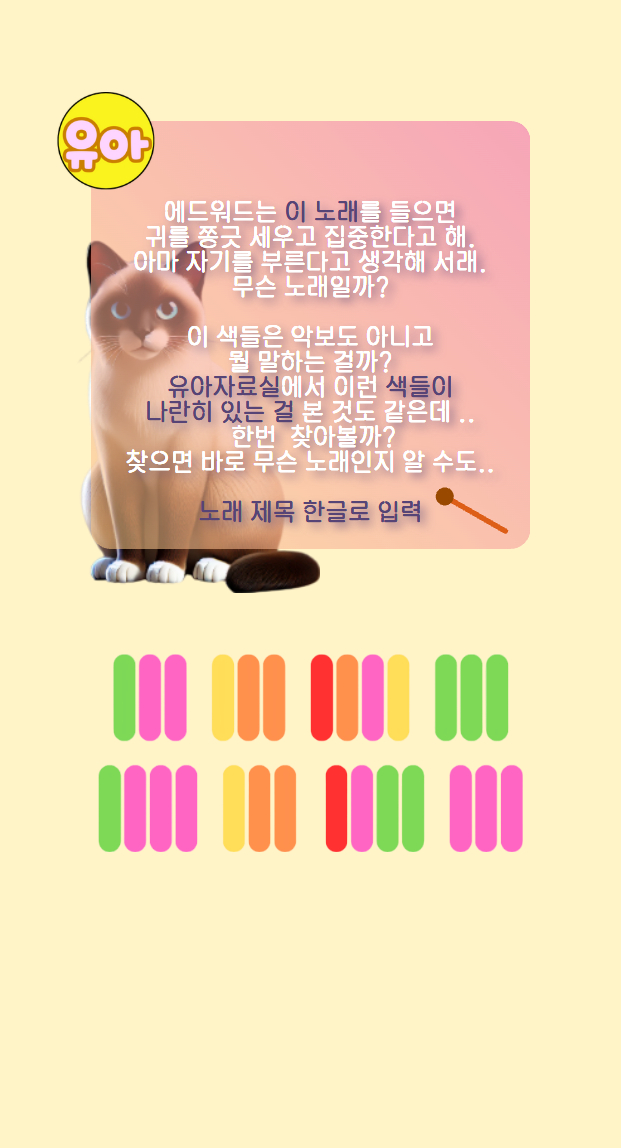 유아
에드워드는 이 노래를 들으면
귀를 쫑긋 세우고 집중한다고 해.
아마 자기를 부른다고 생각해 서래.
무슨 노래일까?
이 색들은 악보도 아니고
뭘 말하는 걸까?
유아자료실에서 이런 색들이
나란히 있는 걸 본 것도 같은데 ..
한번 찾아볼까?
찾으면 바로 무슨 노래인지 알 수도..
노래 제목 한글로 입력